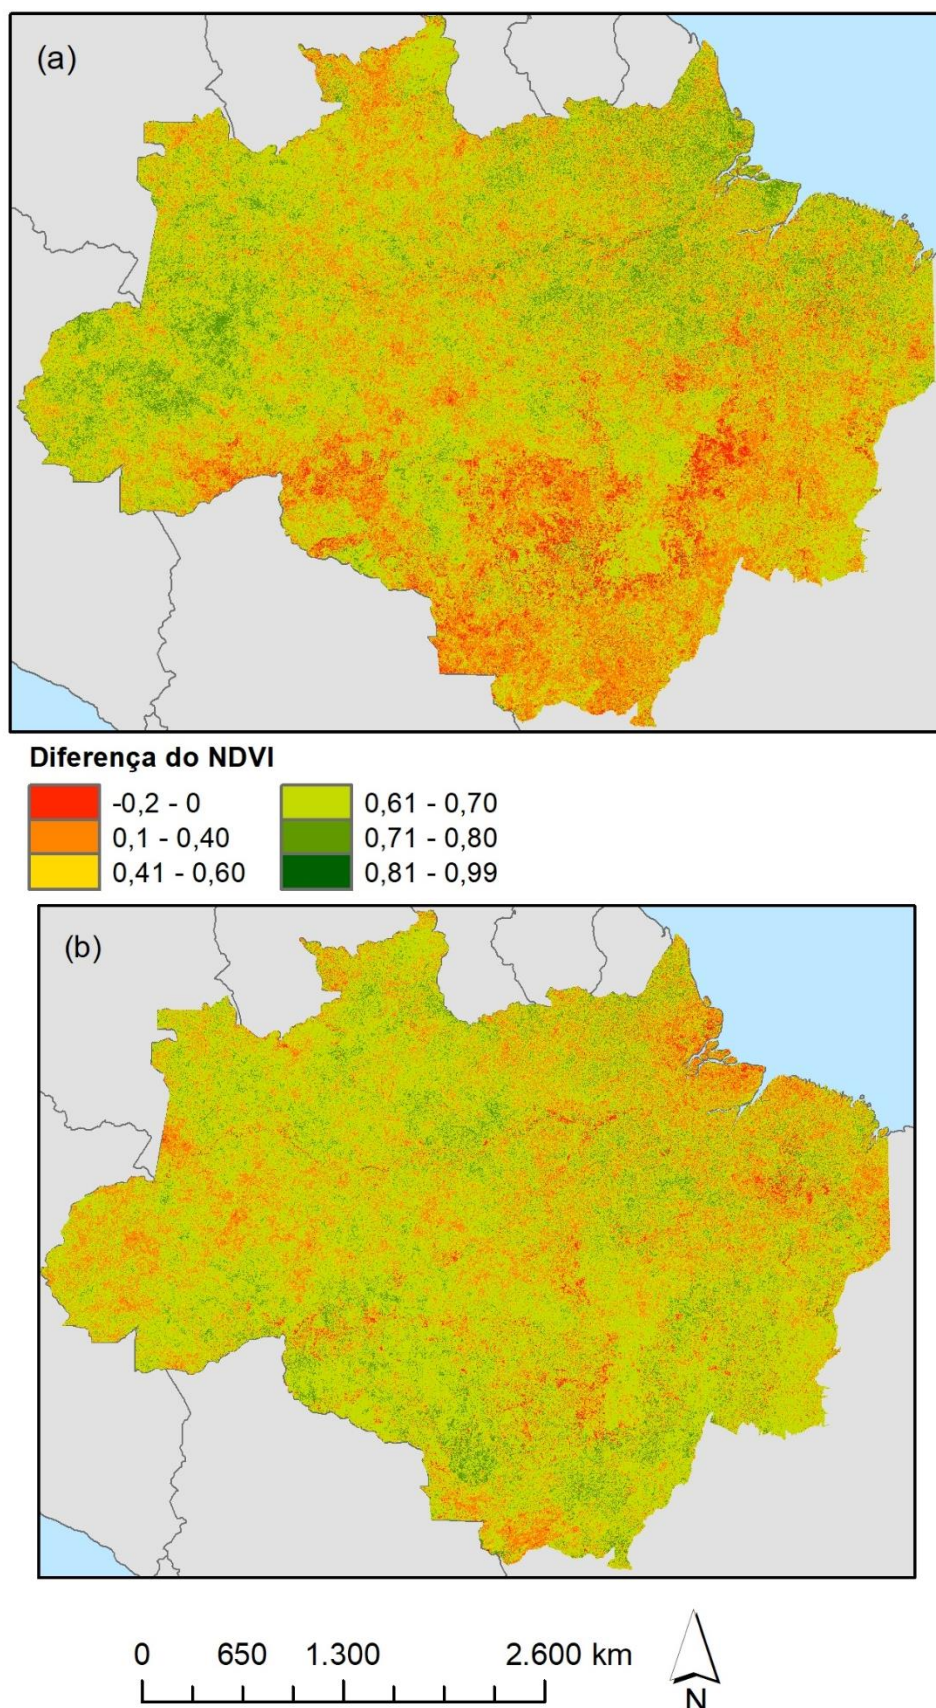 (a)
Diferença do NDVI
-0,2 - 0
0,1 - 0,40
0,41 - 0,60
0,61 - 0,70
0,71 - 0,80
0,81 - 0,99
(b)
0 650 1.300 2.600 km
N